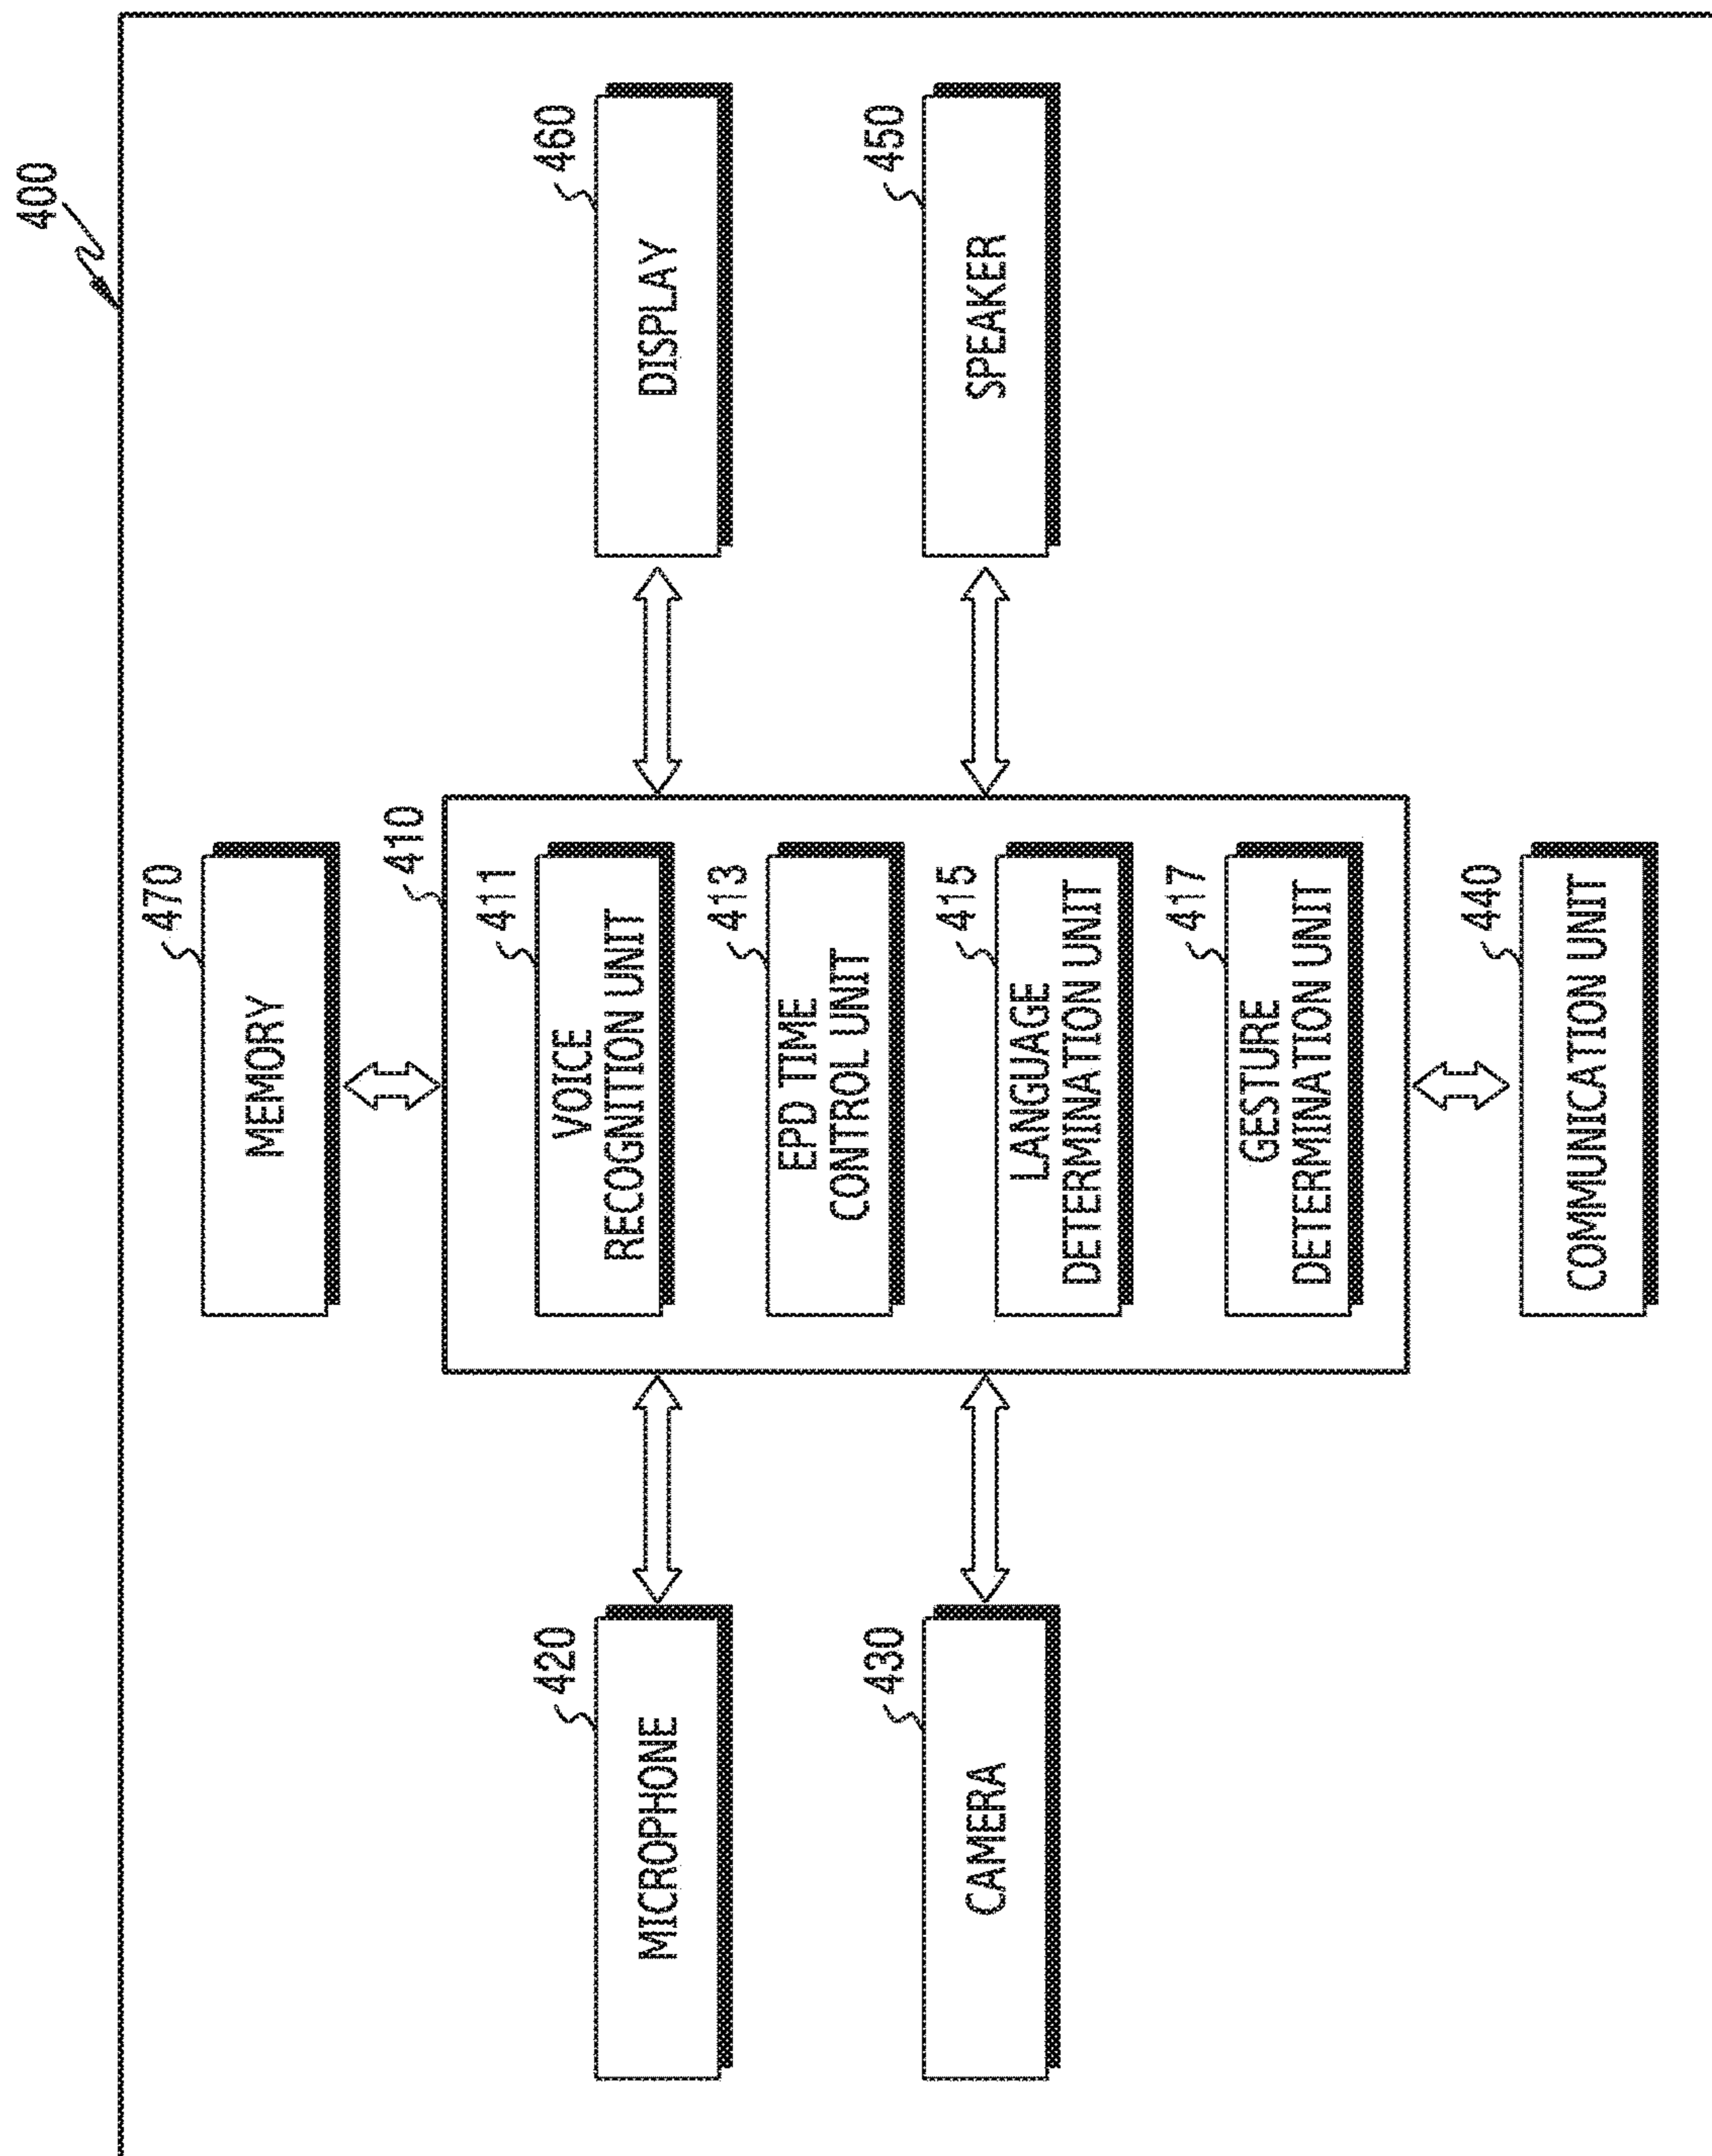 400
470
MEMORY
410
420
MICROPHONE
411
VOICE
RECOGNITION UNIT
460
DISPLAY
413
EPD TIME
CONTROL UNIT
430
CAMERA
415
LANGUAGE
DETERMINATION UNIT
450
SPEAKER
417
GESTURE
DETERMINATION UNIT
440
COMMUNICATION UNIT